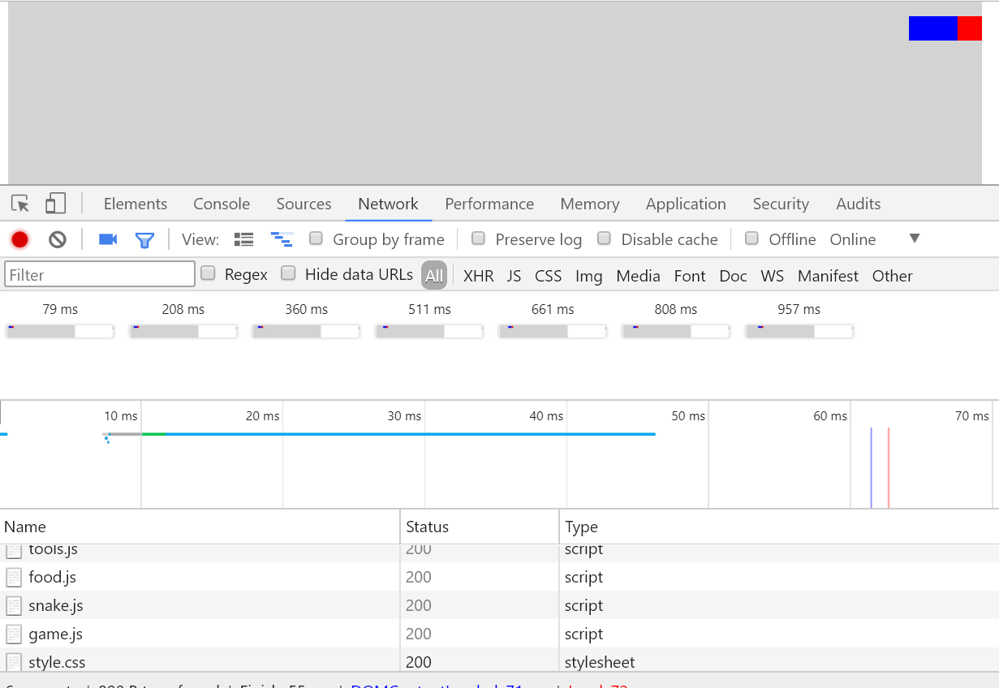 Elements Console Sources Network Performance Memory Application Security Audits
View: Group by frame Preserve log Disable cache Offline Online
Filter Regex Hide data URLs All XHR JS CSS Img Media Font Doc WS Manifest Other
79 ms 208 ms 360 ms 511 ms 661 ms 808 ms 957 ms
10 ms 20 ms 30 ms 40 ms 50 ms 60 ms 70 ms
Name Status Type
tools.js 200 script
food.js 200 script
snake.js 200 script
game.js 200 script
style.css 200 stylesheet